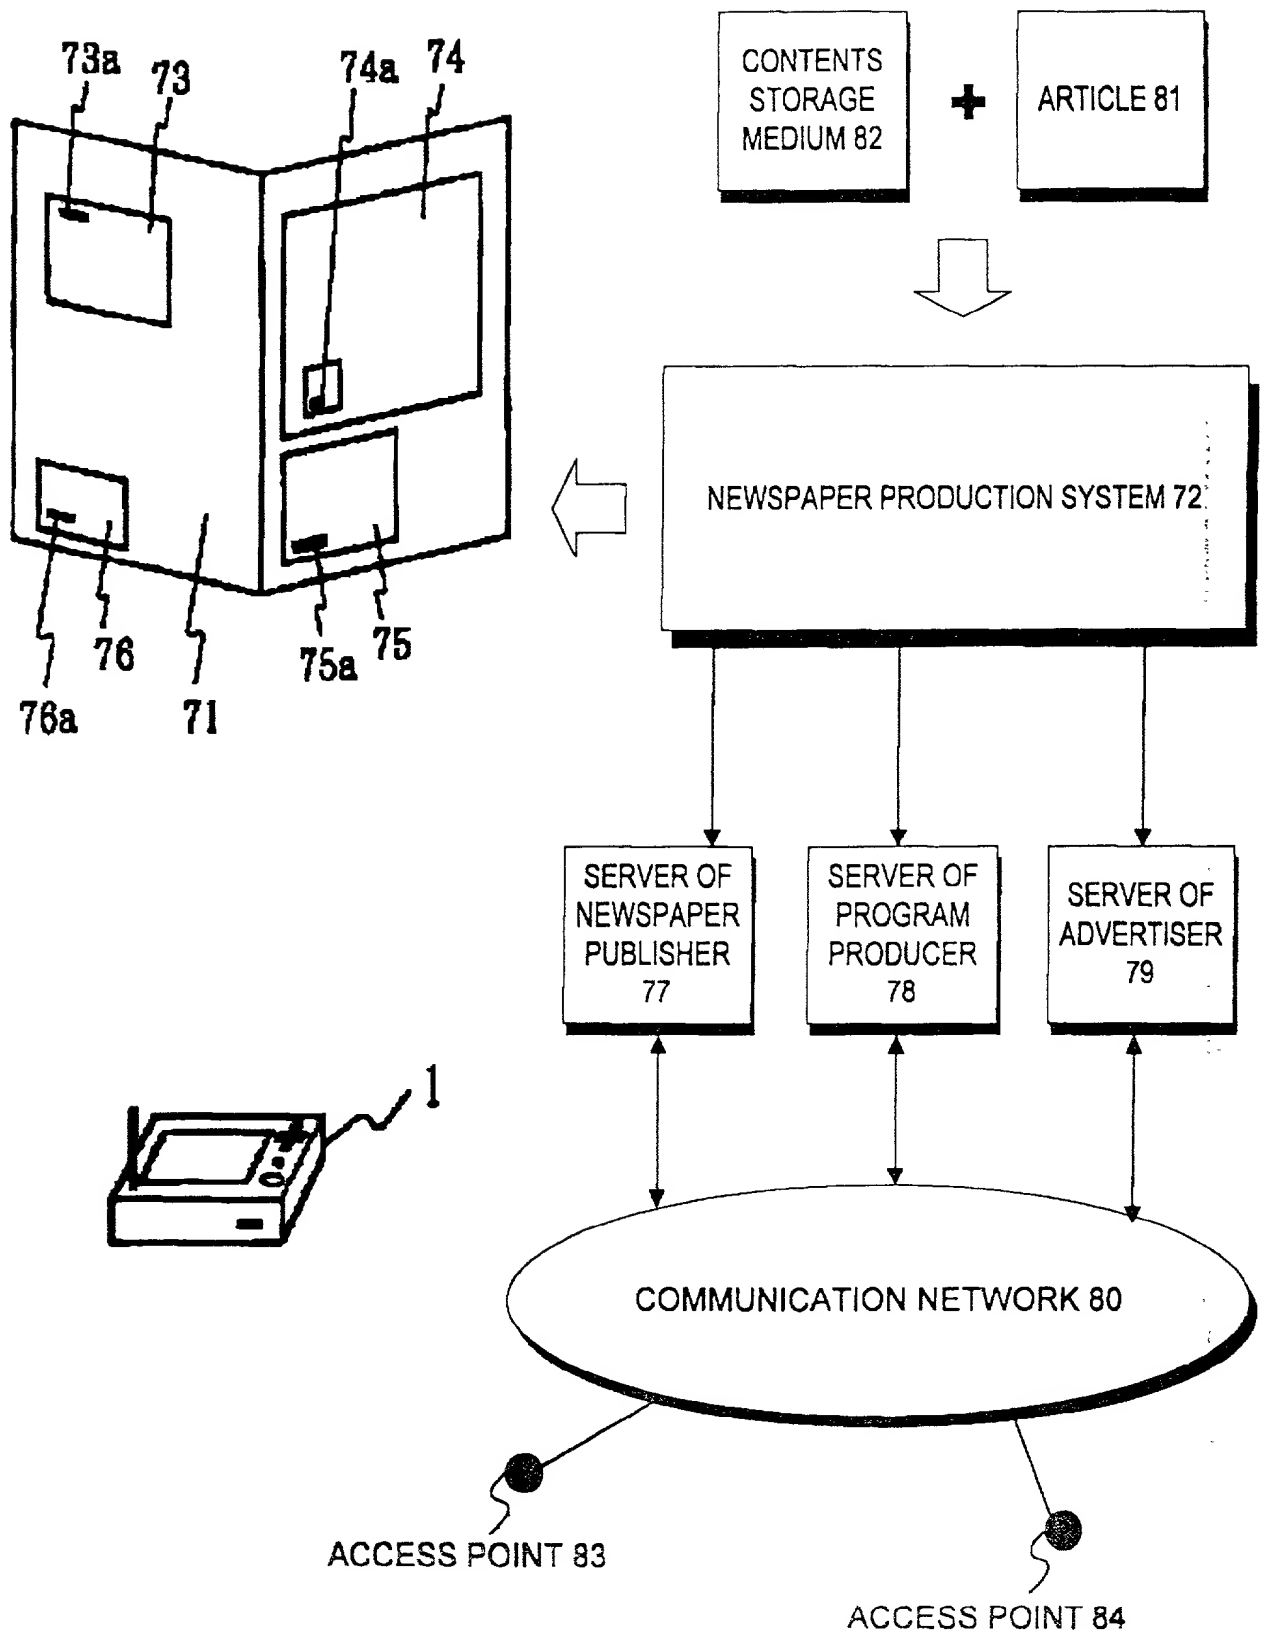 73a
73
74a
74
CONTENTS
STORAGE
MEDIUM 82
+
ARTICLE 81
NEWSPAPER PRODUCTION SYSTEM 72
76a
76
71
75a
75
SERVER OF
NEWSPAPER
PUBLISHER
77
SERVER OF
PROGRAM
PRODUCER
78
SERVER OF
ADVERTISER
79
1
COMMUNICATION NETWORK 80
ACCESS POINT 83
ACCESS POINT 84